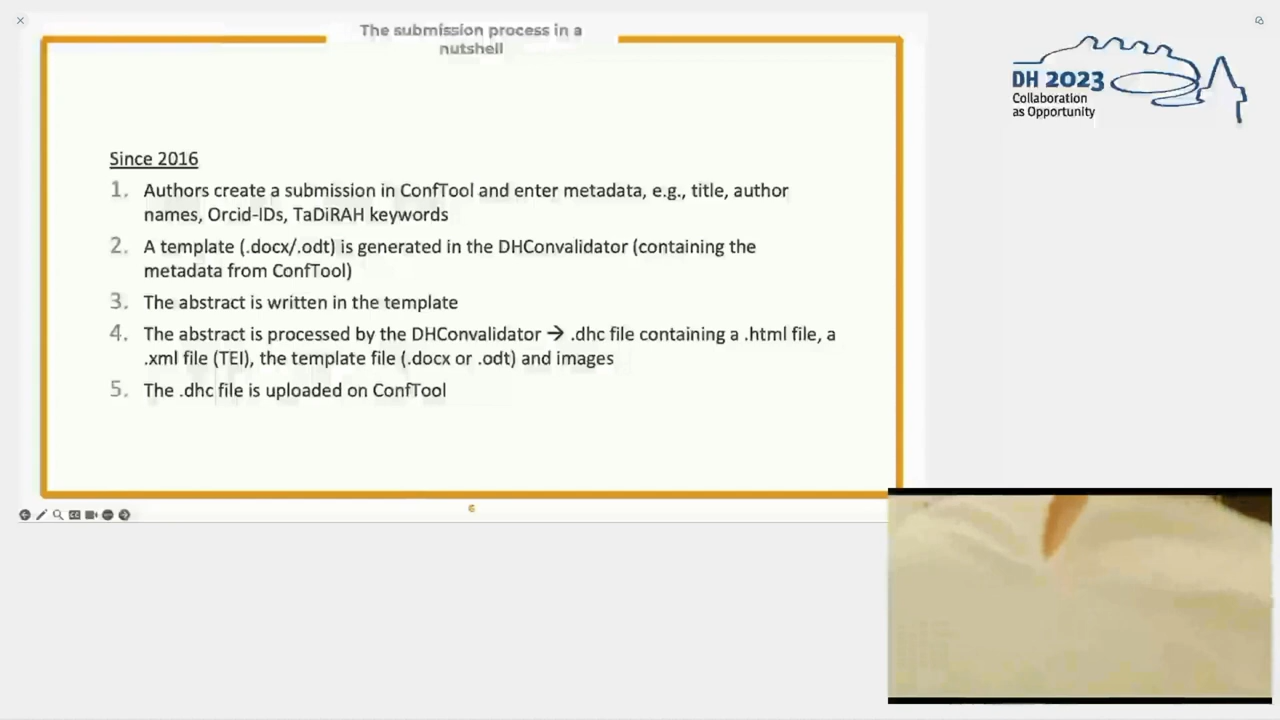 The submission process in a
nutshell
DH 2023
Collaboration
as Opportunity
Since 2016
1. Authors create a submission in ConfTool and enter metadata, e.g., title, author
names, Orcid-IDs, TaDiRAH keywords
2. A template (.docx/.odt) is generated in the DHConvalidator (containing the
metadata from ConfTool)
3. The abstract is written in the template
4. The abstract is processed by the DHConvalidator → .dhc file containing a .html file, a
.xml file (TEI), the template file (.docx or .odt) and images
5. The .dhc file is uploaded on ConfTool
6